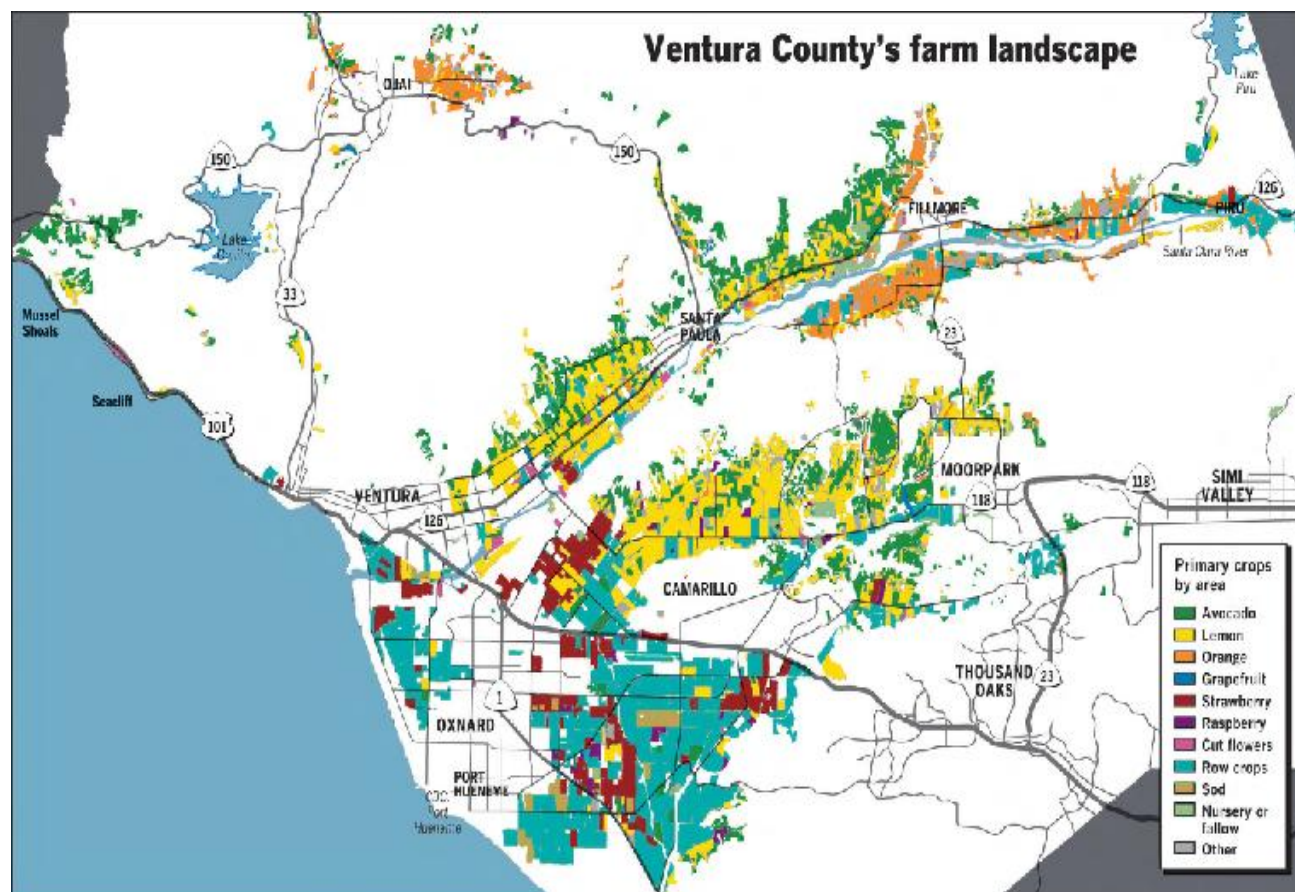 Ventura County's farm landscape
OJAI
Lake
Piru
150
150
126
FILLMORE
PIRU
Santa Clara River
Lake
33
Mussel
Shoals
SANTA
PAULA
23
Seacliff
101
MOORPARK
SIMI
VALLEY
118
118
VENTURA
126
CAMARILLO
THOUSAND
OAKS
23
1
OXNARD
PORT
HUENEME
Port
Hueneme
Primary crops
by area
Avocado
Lemon
Orange
Grapefruit
Strawberry
Raspberry
Cut flowers
Row crops
Sod
Nursery or
fallow
Other